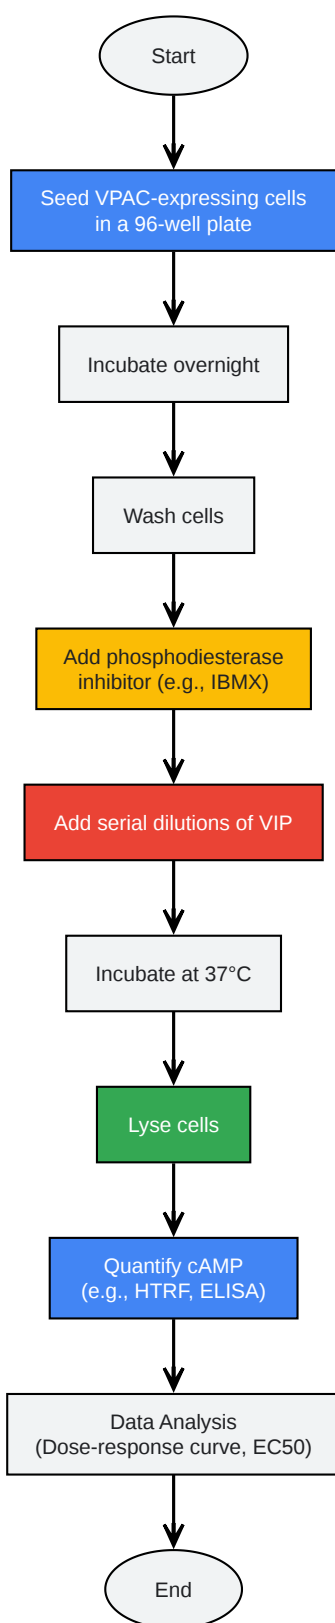 Start
Seed VPAC-expressing cells
in a 96-well plate
Incubate overnight
Wash cells
Add phosphodiesterase
inhibitor (e.g., IBMX)
Add serial dilutions of VIP
Incubate at 37°C
Lyse cells
Quantify cAMP
(e.g., HTRF, ELISA)
Data Analysis
(Dose-response curve, EC50)
End